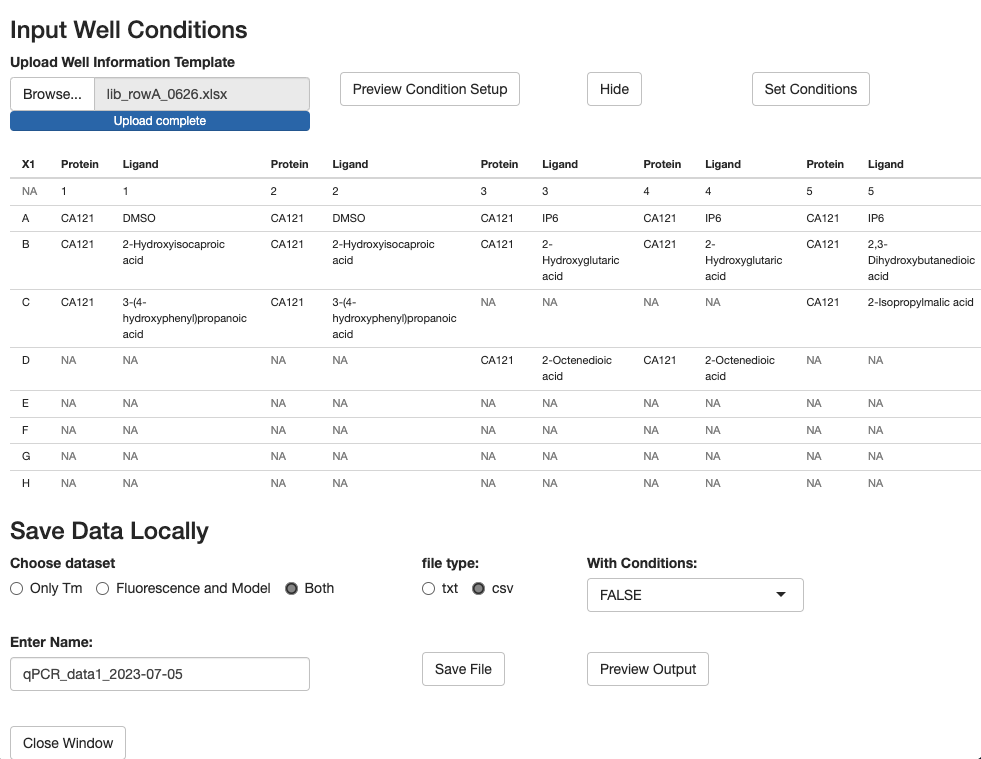 Input Well Conditions
Upload Well Information Template
Browse... lib_rowA_0626.xlsx Preview Condition Setup Hide Set Conditions
Upload complete
X1 Protein Ligand Protein Ligand Protein Ligand Protein Ligand Protein Ligand
NA 1 1 2 2 3 3 4 4 5 5
A CA121 DMSO CA121 DMSO CA121 IP6 CA121 IP6 CA121 IP6
B CA121 2-Hydroxyisocaproic CA121 2-Hydroxyisocaproic CA121 2- CA121 2- CA121 2,3-
acid acid Hydroxyglutaric Hydroxyglutaric Dihydroxybutanedioic
acid acid acid
C CA121 3-(4- CA121 3-(4- NA NA NA NA CA121 2-Isopropylmalic acid
hydroxyphenyl)propanoic hydroxyphenyl)propanoic
acid acid
D NA NA NA NA CA121 2-Octenedioic CA121 2-Octenedioic NA NA
acid acid
E NA NA NA NA NA NA NA NA NA NA
F NA NA NA NA NA NA NA NA NA NA
G NA NA NA NA NA NA NA NA NA NA
H NA NA NA NA NA NA NA NA NA NA
Save Data Locally
Choose dataset file type: With Conditions:
Only Tm Fluorescence and Model Both txt csv FALSE
Enter Name:
qPCR_data1_2023-07-05 Save File Preview Output
Close Window